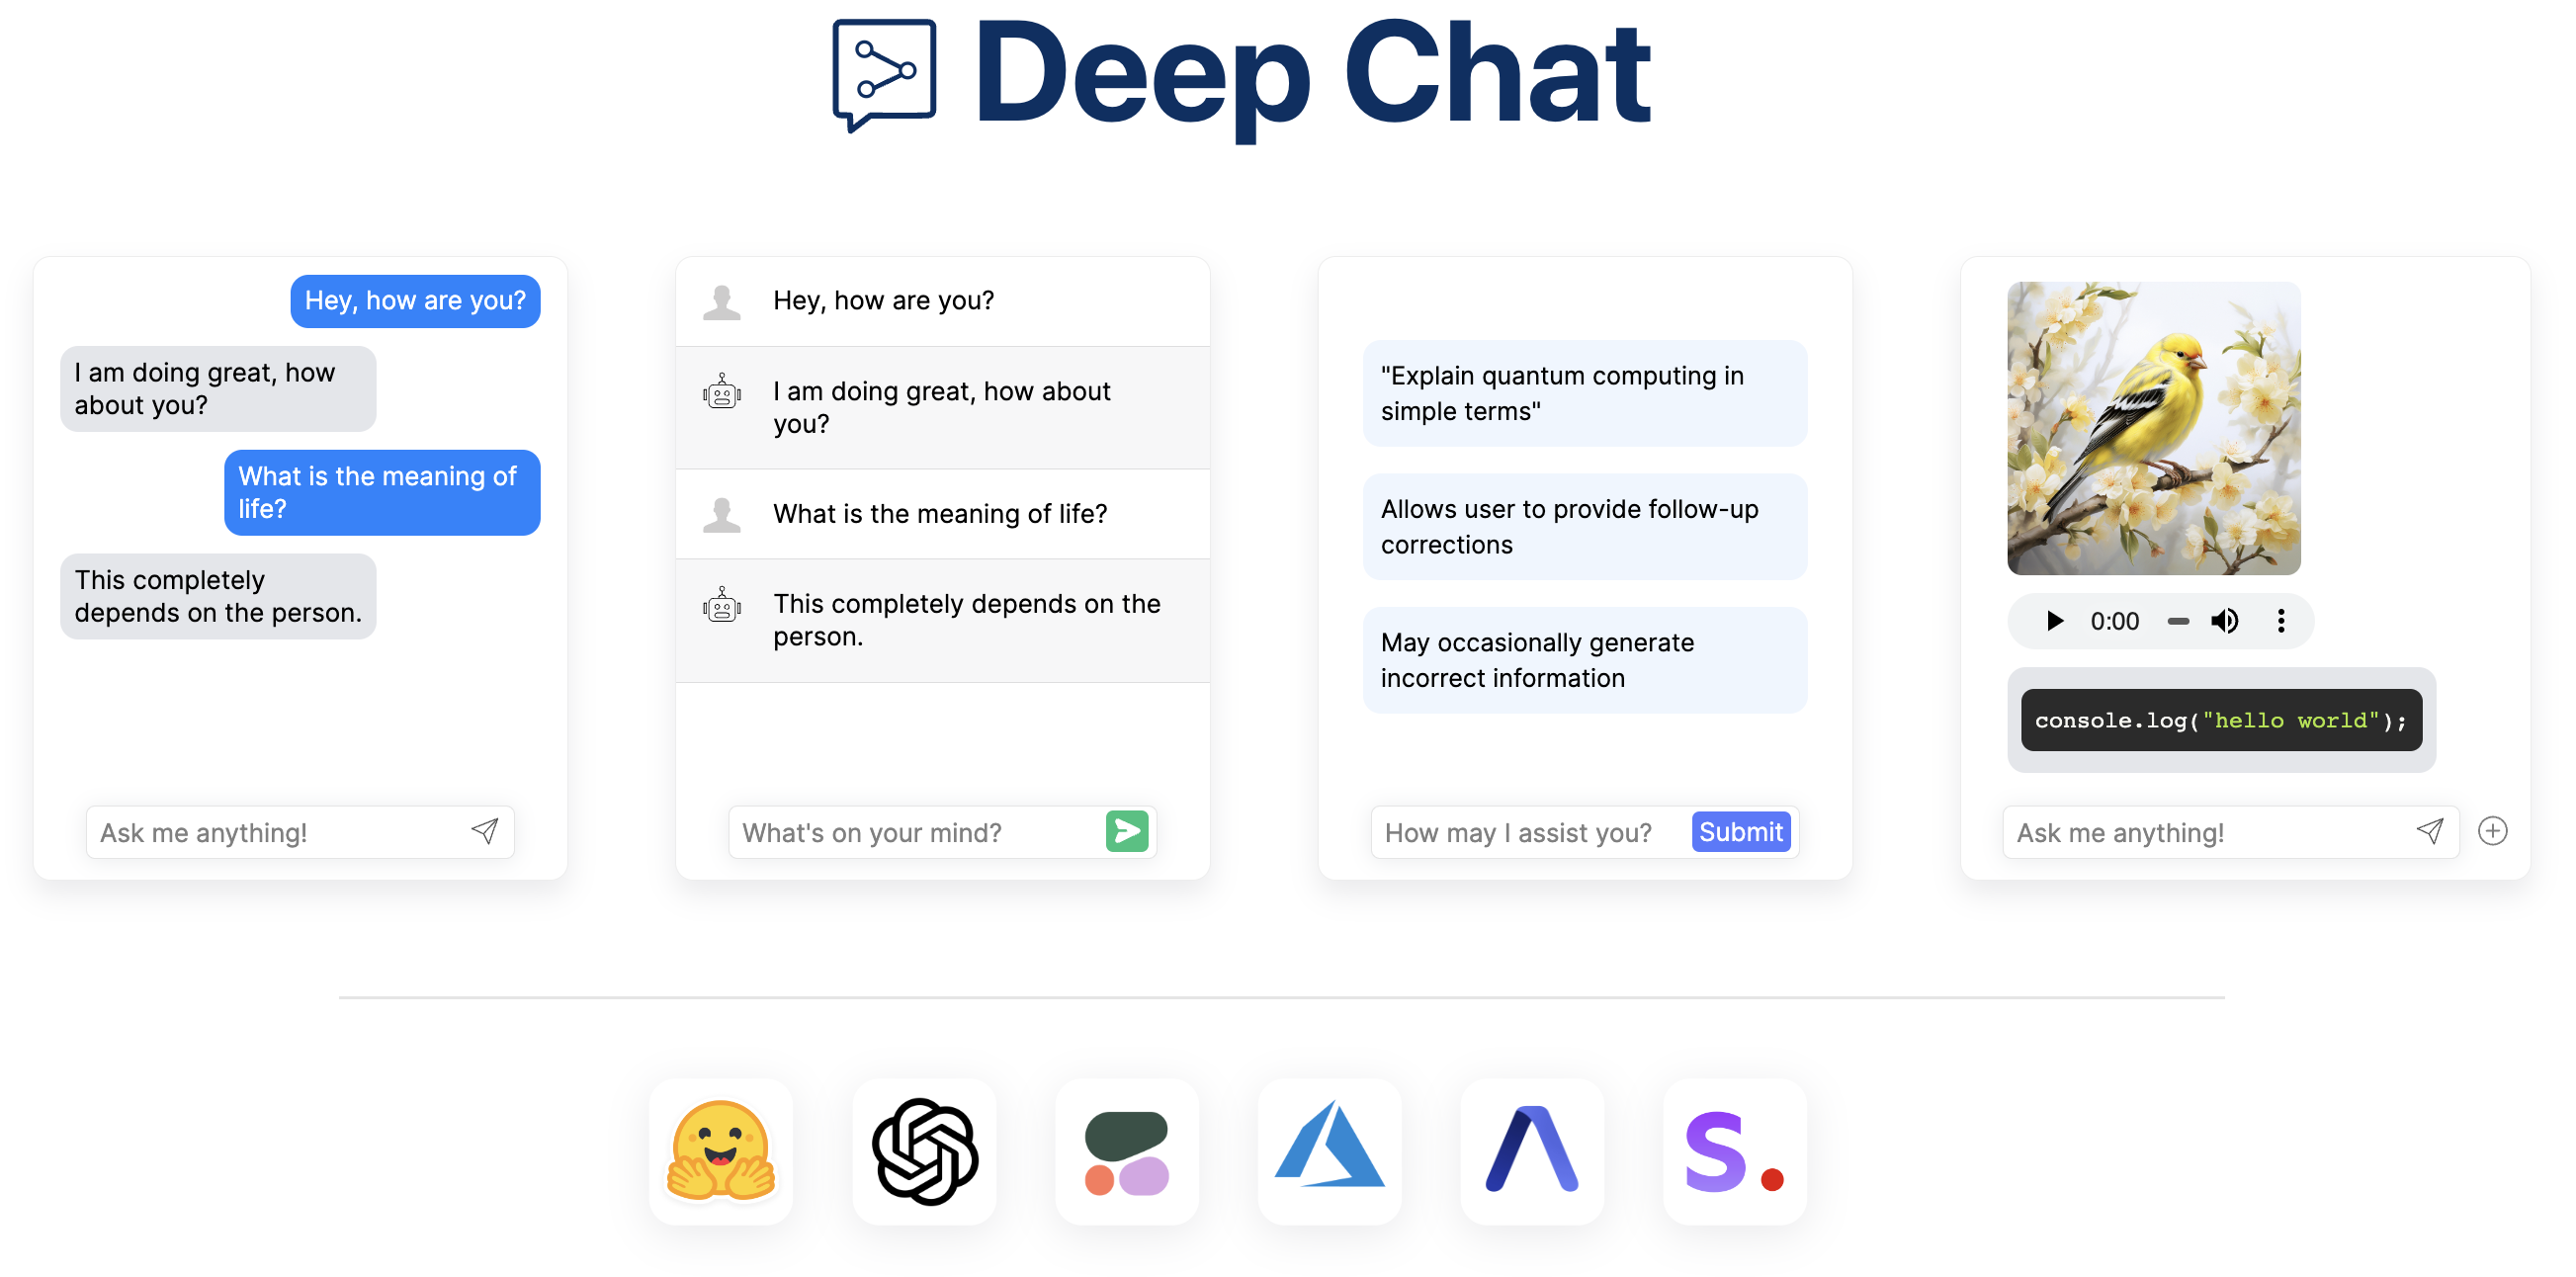 Deep Chat
Hey, how are you?
I am doing great, how
about you?
What is the meaning of
life?
This completely
depends on the person.
Ask me anything!
Hey, how are you?
I am doing great, how about
you?
What is the meaning of life?
This completely depends on the
person.
What's on your mind?
"Explain quantum computing in
simple terms"
Allows user to provide follow-up
corrections
May occasionally generate
incorrect information
How may I assist you?
Submit
0:00
console.log("hello world");
Ask me anything!
S.